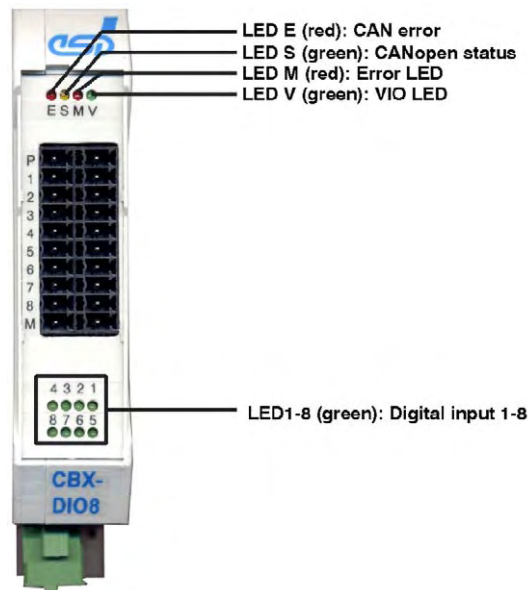 esd
LED E (red): CAN error
LED S (green): CANopen status
LED M (red): Error LED
LED V (green): VIO LED
E S M V
P
1
2
3
4
5
6
7
8
M
4 3 2 1
8 7 6 5
LED1-8 (green): Digital input 1-8
CBX-
DIO8